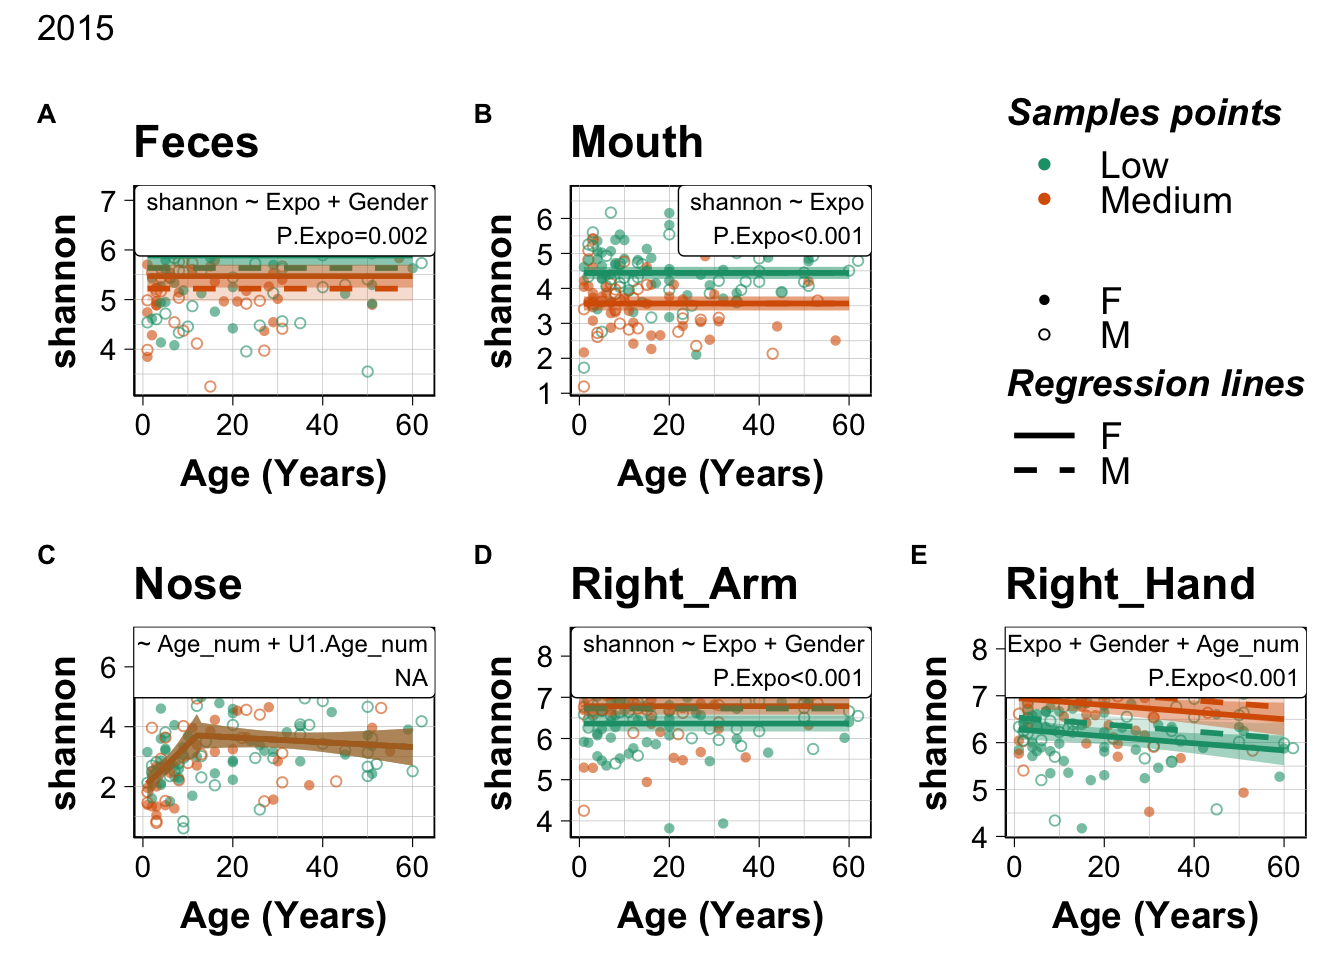 2015
A
Feces
shannon ~ Expo + Gender
P.Expo=0.002
shannon
7
6
5
4
0 20 40 60
Age (Years)
B
Mouth
shannon ~ Expo
P.Expo<0.001
shannon
6
5
4
3
2
1
0 20 40 60
Age (Years)
Samples points
Low
Medium
F
M
Regression lines
F
M
C
Nose
~ Age_num + U1.Age_num
NA
shannon
6
4
2
0 20 40 60
Age (Years)
D
Right_Arm
shannon ~ Expo + Gender
P.Expo<0.001
shannon
8
7
6
5
4
0 20 40 60
Age (Years)
E
Right_Hand
Expo + Gender + Age_num
P.Expo<0.001
shannon
8
7
6
5
4
0 20 40 60
Age (Years)